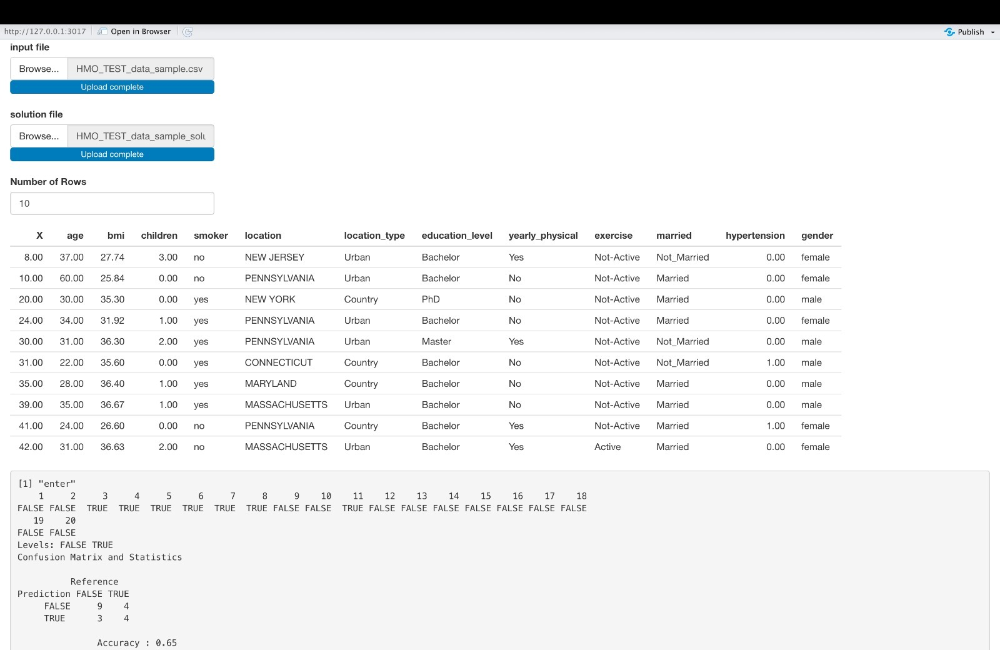 http://127.0.0.1:3017 Open in Browser Publish
input file
Browse... HMO_TEST_data_sample.csv
Upload complete
solution file
Browse... HMO_TEST_data_sample_solu
Upload complete
Number of Rows
10
X age bmi children smoker location location_type education_level yearly_physical exercise married hypertension gender
8.00 37.00 27.74 3.00 no NEW JERSEY Urban Bachelor Yes Not-Active Not_Married 0.00 female
10.00 60.00 25.84 0.00 no PENNSYLVANIA Urban Bachelor No Not-Active Married 0.00 female
20.00 30.00 35.30 0.00 yes NEW YORK Country PhD No Not-Active Married 0.00 male
24.00 34.00 31.92 1.00 yes PENNSYLVANIA Urban Bachelor No Not-Active Married 0.00 female
30.00 31.00 36.30 2.00 yes PENNSYLVANIA Urban Master Yes Not-Active Not_Married 0.00 male
31.00 22.00 35.60 0.00 yes CONNECTICUT Country Bachelor No Not-Active Not_Married 1.00 male
35.00 28.00 36.40 1.00 yes MARYLAND Country Bachelor No Not-Active Married 0.00 male
39.00 35.00 36.67 1.00 yes MASSACHUSETTS Urban Bachelor No Not-Active Married 0.00 male
41.00 24.00 26.60 0.00 no PENNSYLVANIA Country Bachelor Yes Not-Active Married 1.00 female
42.00 31.00 36.63 2.00 no MASSACHUSETTS Urban Bachelor Yes Active Married 0.00 female
[1] "enter"
1 2 3 4 5 6 7 8 9 10 11 12 13 14 15 16 17 18
FALSE FALSE TRUE TRUE TRUE TRUE TRUE TRUE FALSE FALSE TRUE FALSE FALSE FALSE FALSE FALSE FALSE FALSE
19 20
FALSE FALSE
Levels: FALSE TRUE
Confusion Matrix and Statistics
Reference
Prediction FALSE TRUE
FALSE 9 4
TRUE 3 4
Accuracy : 0.65